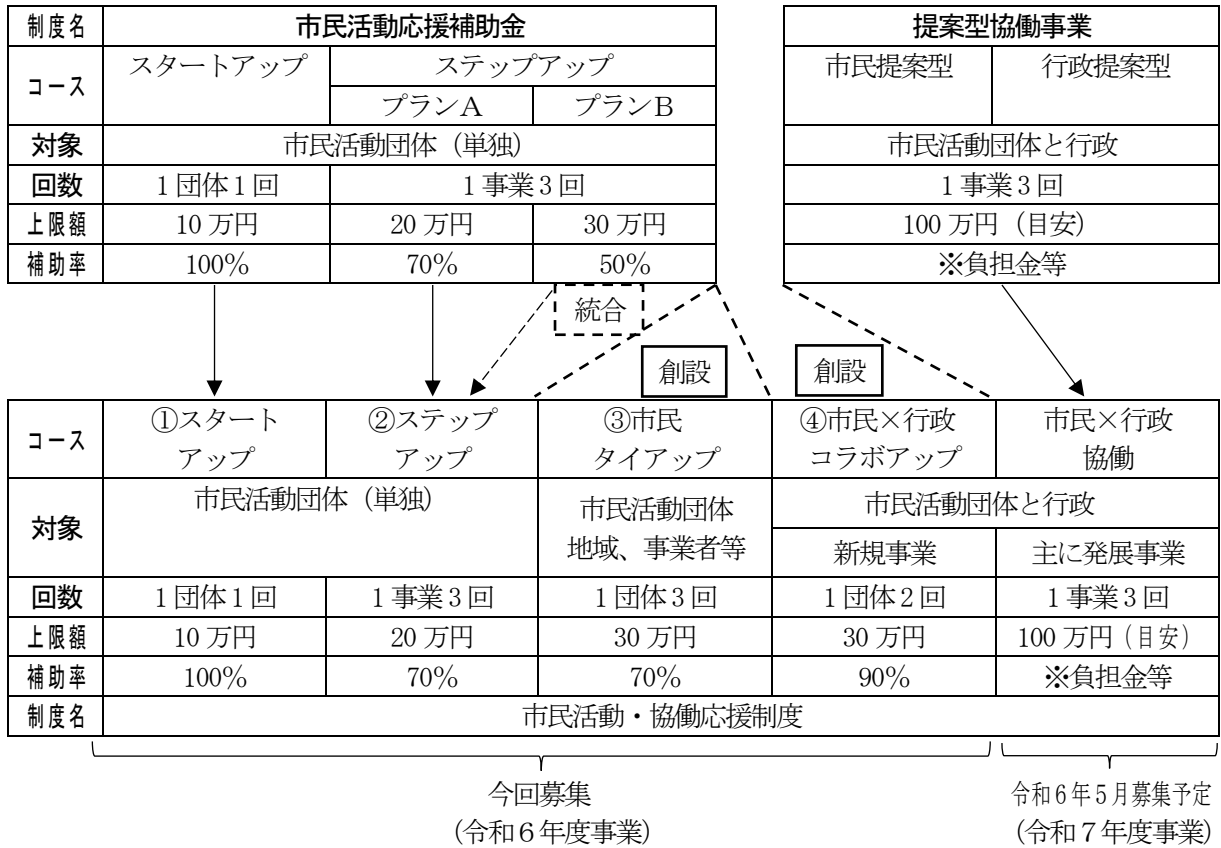 制度名 市民活動応援補助金 提案型協働事業
コース スタートアップ ステップアップ 市民提案型 行政提案型
プランA プランB
対象 市民活動団体（単独） 市民活動団体と行政
回数 1団体1回 1事業3回 1事業3回
上限額 10万円 20万円 30万円 100万円（目安）
補助率 100% 70% 50% ※負担金等
統合
創設 創設
コース ①スタート ②ステップ ③市民 ④市民×行政 市民×行政
アップ アップ タイアップ コラボアップ 協働
対象 市民活動団体（単独） 市民活動団体 市民活動団体と行政
地域、事業者等 新規事業 主に発展事業
回数 1団体1回 1事業3回 1団体3回 1団体2回 1事業3回
上限額 10万円 20万円 30万円 30万円 100万円（目安）
補助率 100% 70% 70% 90% ※負担金等
制度名 市民活動・協働応援制度
今回募集 令和6年5月募集予定
（令和6年度事業） （令和7年度事業）